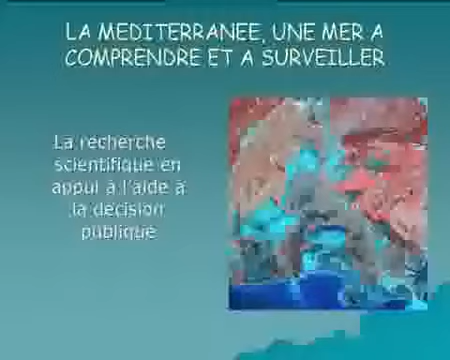 LA MEDITERRANEE, UNE MER A
COMPRENDRE ET A SURVEILLER
La recherche
scientifique en
appui à l'aide à
la décision
publique